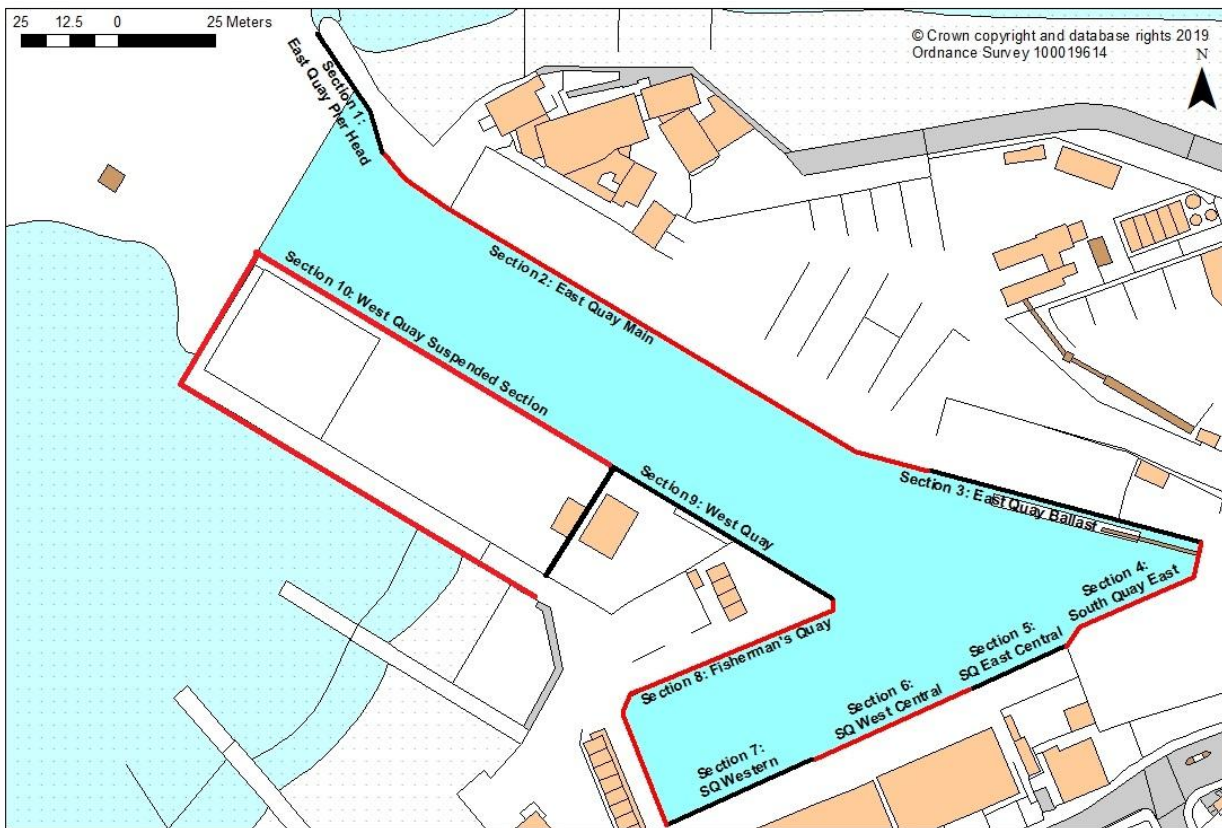 25 12.5 0 25 Meters
© Crown copyright and database rights 2019
Ordnance Survey 100019614
N
Section 1:
East Quay Pier Head
Section 2: East Quay Main
Section 10: West Quay Suspended Section
Section 9: West Quay
Section 3: East Quay Ballast
Section 4:
South Quay East
Section 5:
SQ East Central
Section 8: Fisherman's Quay
Section 6:
SQ West Central
Section 7:
SQ Western